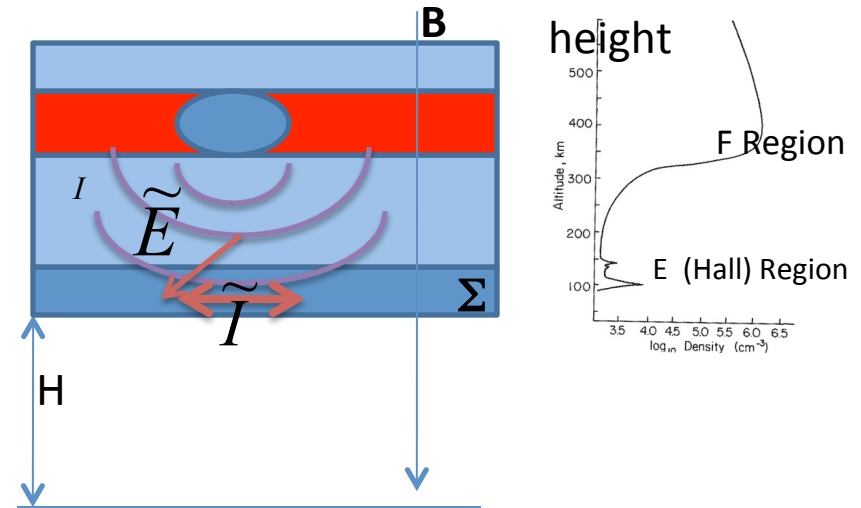 B
I
Ẽ
Σ
Ĩ
H
height
500
400
F Region
300
200
E (Hall) Region
100
Altitude, km
3.5 4.0 4.5 5.0 5.5 6.0 6.5
log₁₀ Density (cm⁻³)